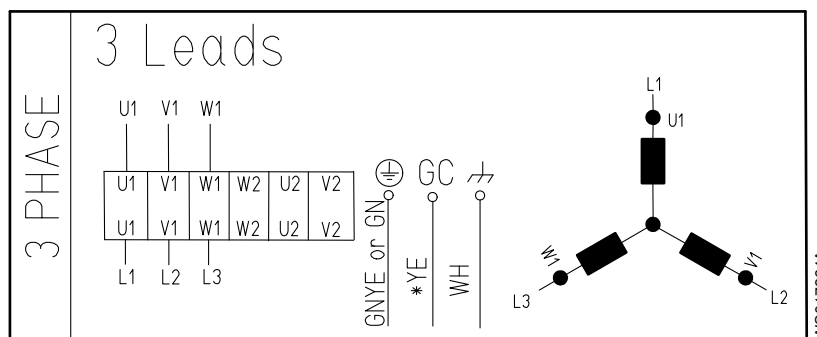 3 PHASE
3 Leads
U1 V1 W1
U1 V1 W1 W2 U2 V2
U1 V1 W1 W2 U2 V2
L1 L2 L3
GC
GNYE or GN
*YE
WH
L1
U1
W1
V1
L3
L2